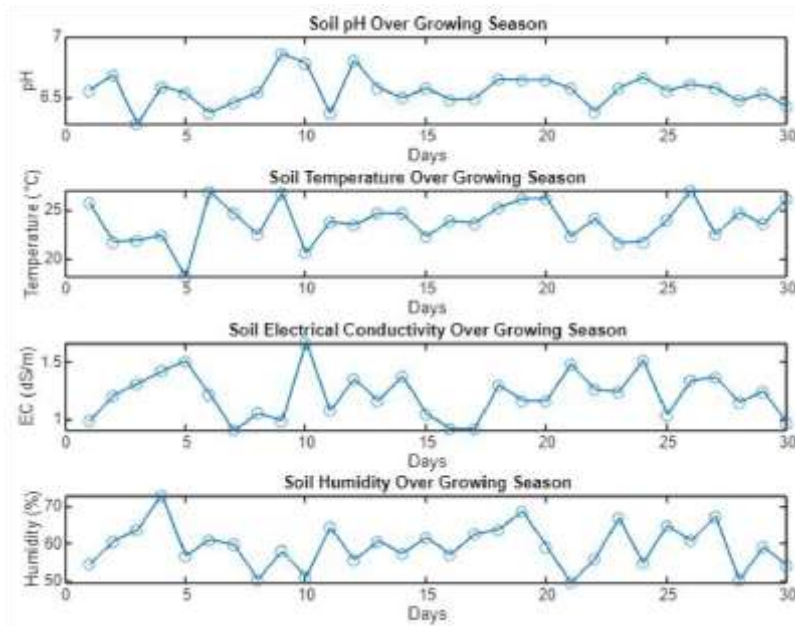 Soil pH Over Growing Season
7
6.5
pH
0 5 10 15 20 25 30
Days
Soil Temperature Over Growing Season
25
20
Temperature (°C)
0 5 10 15 20 25 30
Days
Soil Electrical Conductivity Over Growing Season
1.5
1
EC (dS/m)
0 5 10 15 20 25 30
Days
Soil Humidity Over Growing Season
70
60
50
Humidity (%)
0 5 10 15 20 25 30
Days